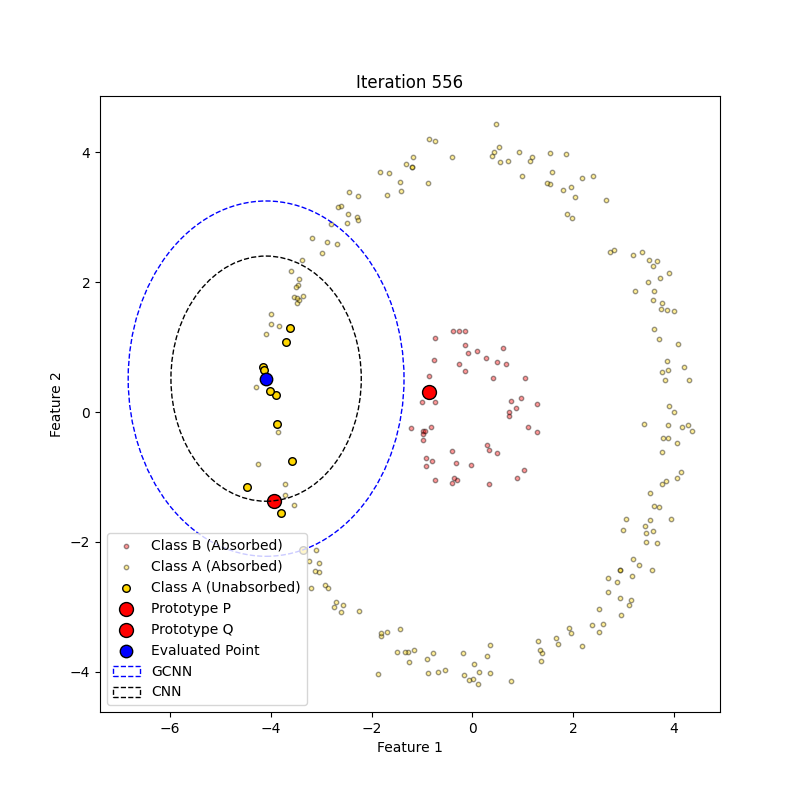 Iteration 556
4
2
0
−2
−4
Feature 2
Class B (Absorbed)
Class A (Absorbed)
Class A (Unabsorbed)
Prototype P
Prototype Q
Evaluated Point
GCNN
CNN
−6 −4 −2 0 2 4
Feature 1